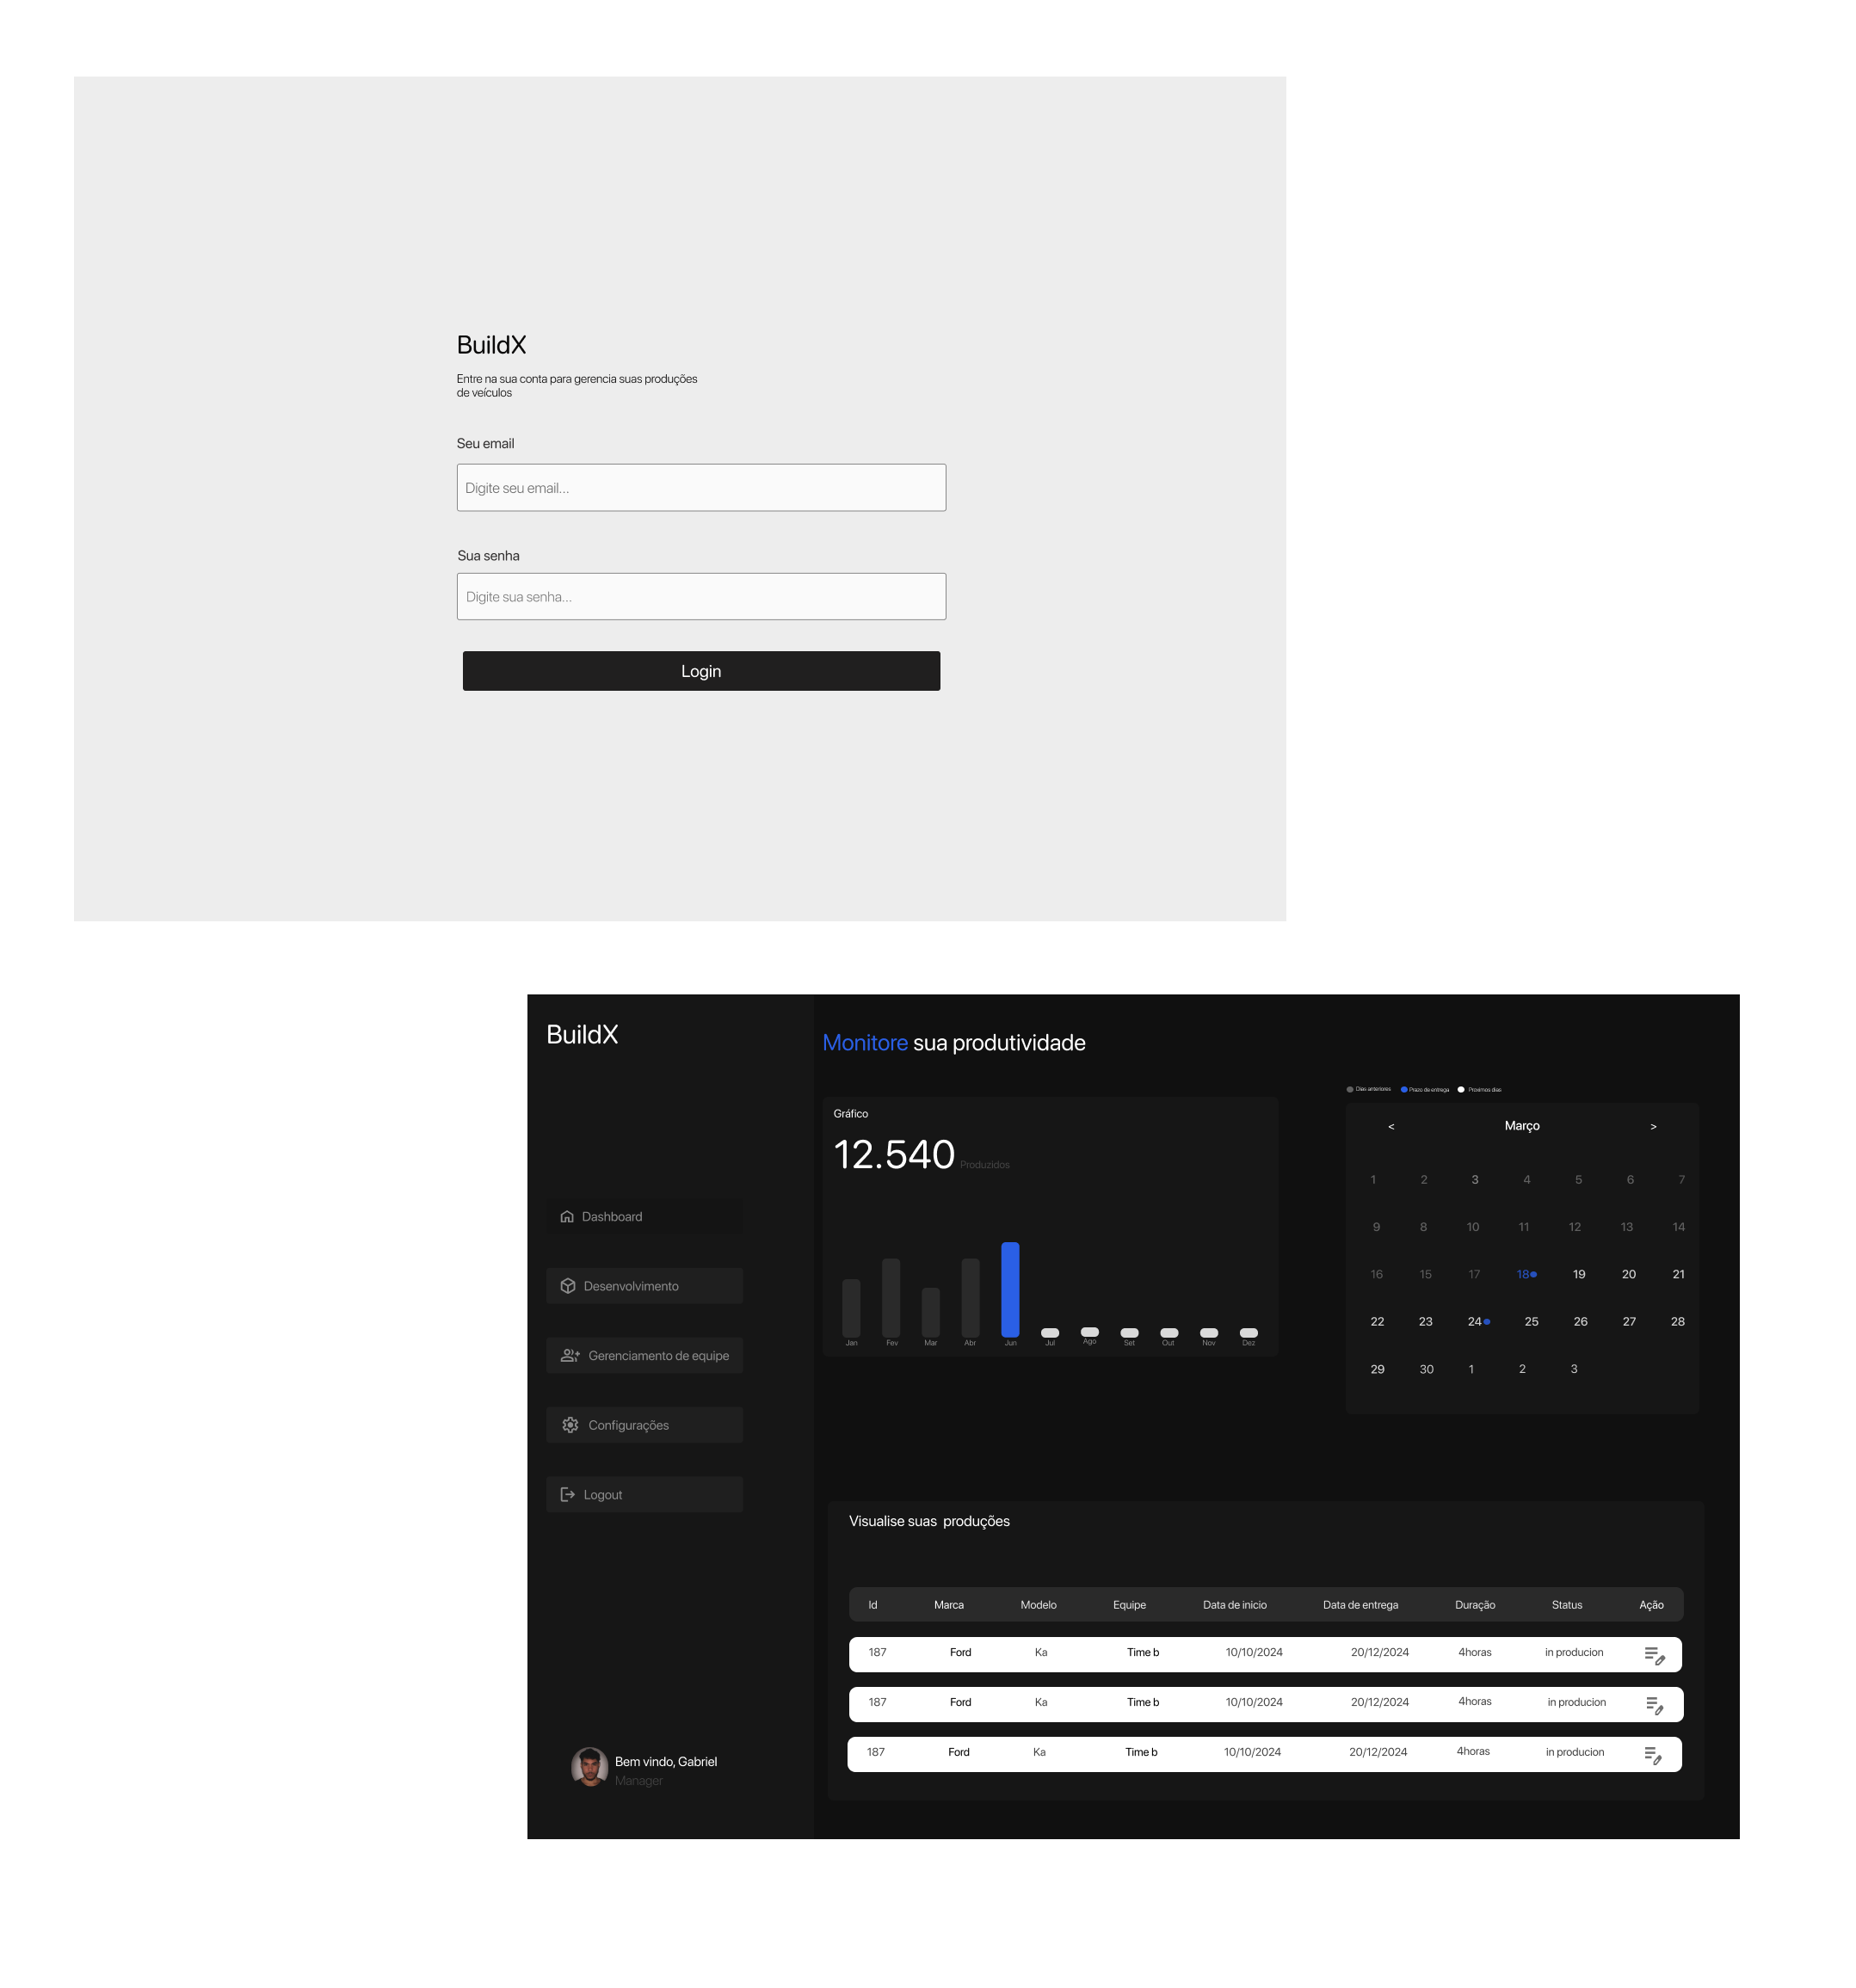 BuildX
Entre na sua conta para gerencia suas produções
de veículos
Seu email
Digite seu email...
Sua senha
Digite sua senha...
Login
BuildX
Dashboard
Desenvolvimento
Gerenciamento de equipe
Configurações
Logout
Bem vindo, Gabriel
Manager
Monitore sua produtividade
Gráfico
12.540 Produzidos
Jan Fev Mar Abr Jun Jul Ago Set Out Nov Dez
Dias anteriores Prazo de entrega Próximos dias
< Março >
1 2 3 4 5 6 7
9 8 10 11 12 13 14
16 15 17 18 19 20 21
22 23 24 25 26 27 28
29 30 1 2 3
Visualise suas produções
Id Marca Modelo Equipe Data de inicio Data de entrega Duração Status Ação
187 Ford Ka Time b 10/10/2024 20/12/2024 4horas in producion
187 Ford Ka Time b 10/10/2024 20/12/2024 4horas in producion
187 Ford Ka Time b 10/10/2024 20/12/2024 4horas in producion